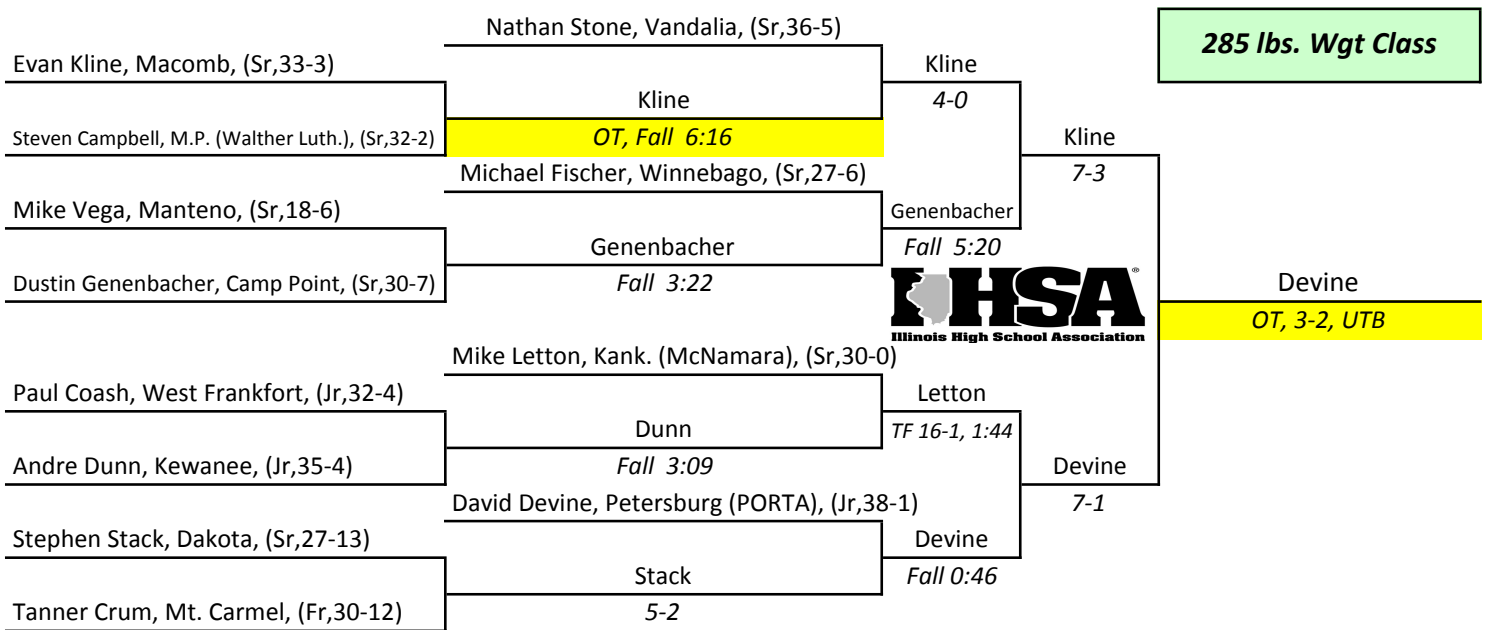 Nathan Stone, Vandalia, (Sr,36-5)
285 lbs. Wgt Class
Evan Kline, Macomb, (Sr,33-3)
Kline
Kline
4-0
Steven Campbell, M.P. (Walther Luth.), (Sr,32-2)
OT, Fall 6:16
Kline
Michael Fischer, Winnebago, (Sr,27-6)
7-3
Mike Vega, Manteno, (Sr,18-6)
Genenbacher
Genenbacher
Fall 5:20
Dustin Genenbacher, Camp Point, (Sr,30-7)
Fall 3:22
IHSA®
Illinois High School Association
Devine
OT, 3-2, UTB
Mike Letton, Kank. (McNamara), (Sr,30-0)
Paul Coash, West Frankfort, (Jr,32-4)
Letton
Dunn
TF 16-1, 1:44
Andre Dunn, Kewanee, (Jr,35-4)
Fall 3:09
Devine
David Devine, Petersburg (PORTA), (Jr,38-1)
7-1
Stephen Stack, Dakota, (Sr,27-13)
Devine
Stack
Fall 0:46
Tanner Crum, Mt. Carmel, (Fr,30-12)
5-2